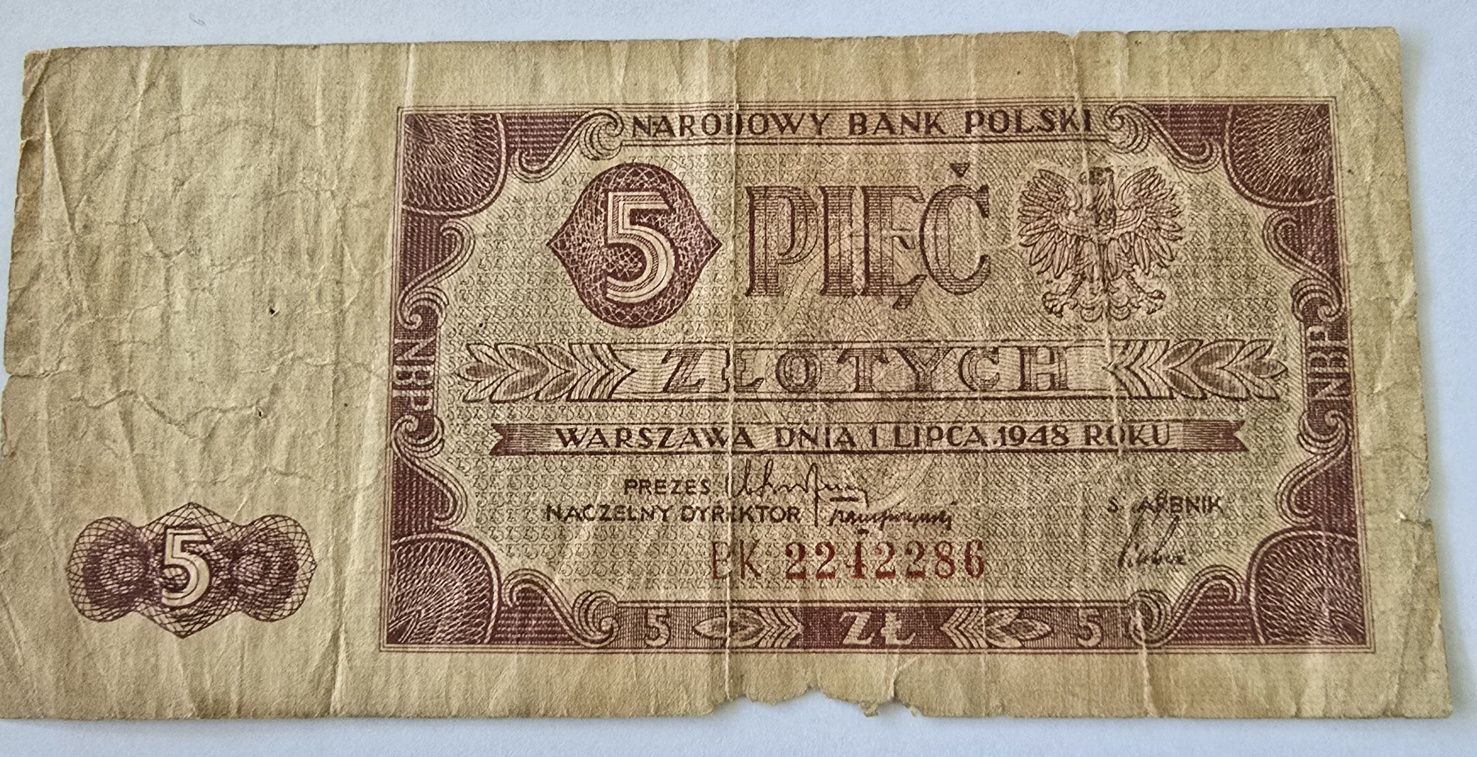 NARODOWY BANK POLSKI
5 PIĘĆ
ZŁOTYCH
NBP
NBP
WARSZAWA DNIA 1 LIPCA 1948 ROKU
PREZES
NACZELNY DYREKTOR
SKARBNIK
BK 2242286
5
5 ZŁ 5